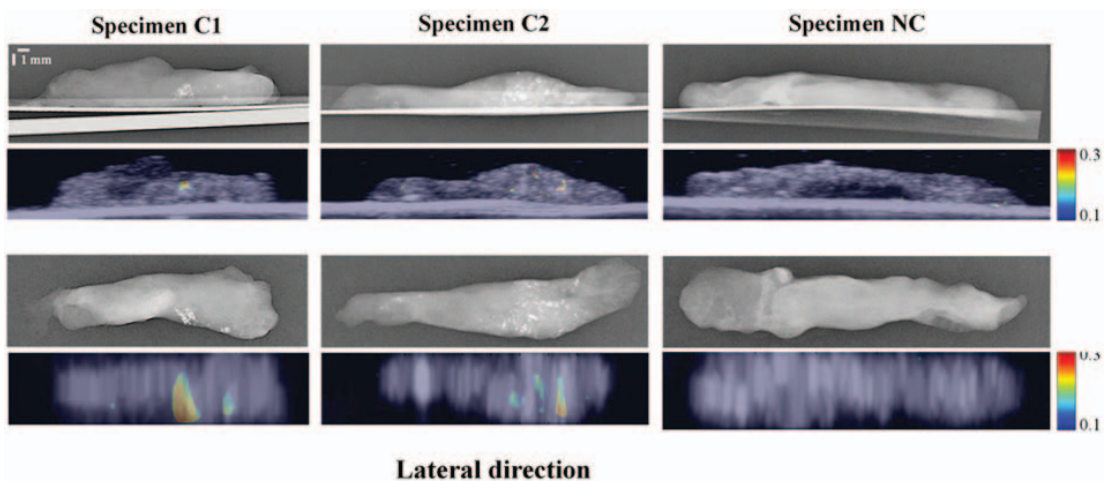 Specimen C1 Specimen C2 Specimen NC
1 mm
0.3
0.1
0.3
0.1
Lateral direction